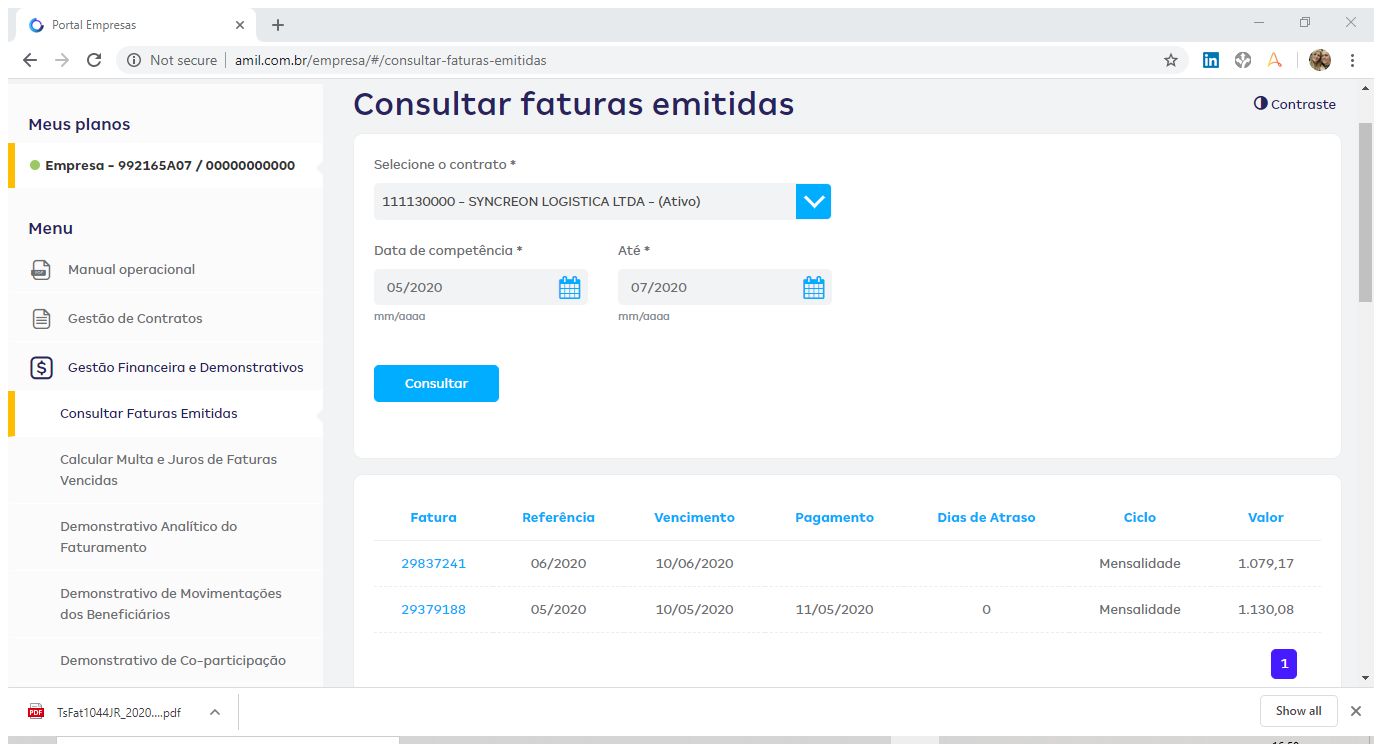 Portal Empresas
Not secure amil.com.br/empresa/#/consultar-faturas-emitidas
Consultar faturas emitidas
Contraste
Meus planos
Empresa - 992165A07 / 00000000000
Menu
Manual operacional
Gestão de Contratos
Gestão Financeira e Demonstrativos
Consultar Faturas Emitidas
Calcular Multa e Juros de Faturas
Vencidas
Demonstrativo Analítico do
Faturamento
Demonstrativo de Movimentações
dos Beneficiários
Demonstrativo de Co-participação
Selecione o contrato *
111130000 - SYNCREON LOGISTICA LTDA - (Ativo)
Data de competência * Até *
05/2020 07/2020
mm/aaaa mm/aaaa
Consultar
Fatura Referência Vencimento Pagamento Dias de Atraso Ciclo Valor
29837241 06/2020 10/06/2020 Mensalidade 1.079,17
29379188 05/2020 10/05/2020 11/05/2020 0 Mensalidade 1.130,08
1
PDF TsFat1044JR_2020....pdf Show all